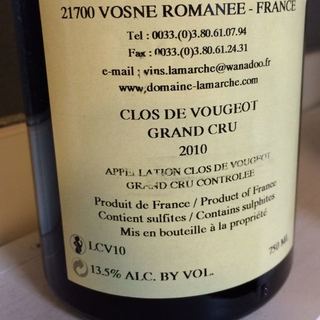 21700 VOSNE ROMANEE - FRANCE
Tel : 0033.(0)3.80.61.07.94
Fax : 0033.(0)3.80.61.24.31
e-mail ; vins.lamarche@wanadoo.fr
www.domaine-lamarche.com
CLOS DE VOUGEOT
GRAND CRU
2010
APPELLATION CLOS DE VOUGEOT
GRAND CRU CONTROLEE
Produit de France / Product of France
Contient sulfites / Contains sulphites
Mis en bouteille à la propriété
LCV10
13.5% ALC. BY VOL.
750 ML